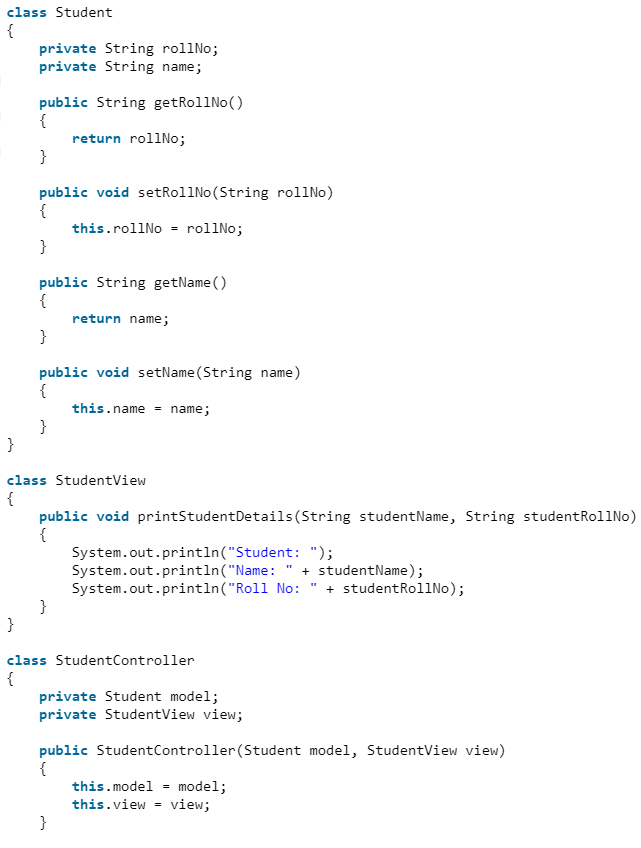 class Student
{
    private String rollNo;
    private String name;

    public String getRollNo()
    {
        return rollNo;
    }

    public void setRollNo(String rollNo)
    {
        this.rollNo = rollNo;
    }

    public String getName()
    {
        return name;
    }

    public void setName(String name)
    {
        this.name = name;
    }
}

class StudentView
{
    public void printStudentDetails(String studentName, String studentRollNo)
    {
        System.out.println("Student: ");
        System.out.println("Name: " + studentName);
        System.out.println("Roll No: " + studentRollNo);
    }
}

class StudentController
{
    private Student model;
    private StudentView view;

    public StudentController(Student model, StudentView view)
    {
        this.model = model;
        this.view = view;
    }